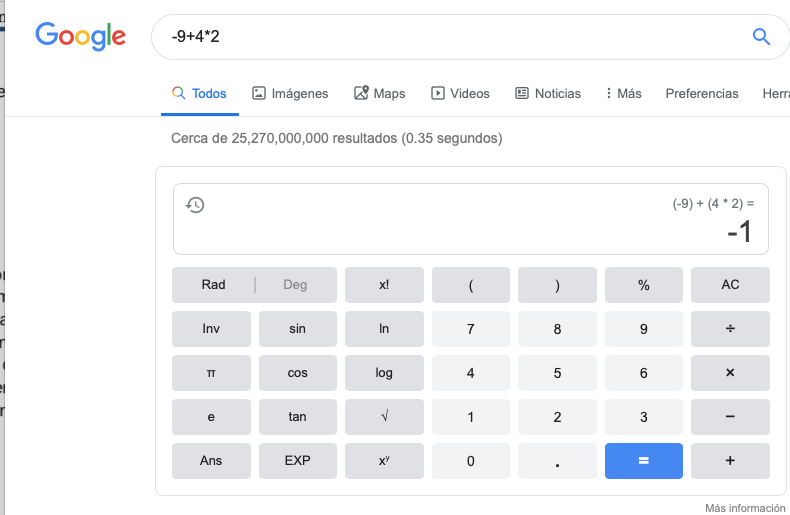 Google
-9+4*2
Todos Imágenes Maps Videos Noticias Más Preferencias Herra
Cerca de 25,270,000,000 resultados (0.35 segundos)
(-9) + (4 * 2) =
-1
Rad Deg x! ( ) % AC
Inv sin ln 7 8 9 ÷
π cos log 4 5 6 ×
e tan √ 1 2 3 −
Ans EXP xʸ 0 . = +
Más información